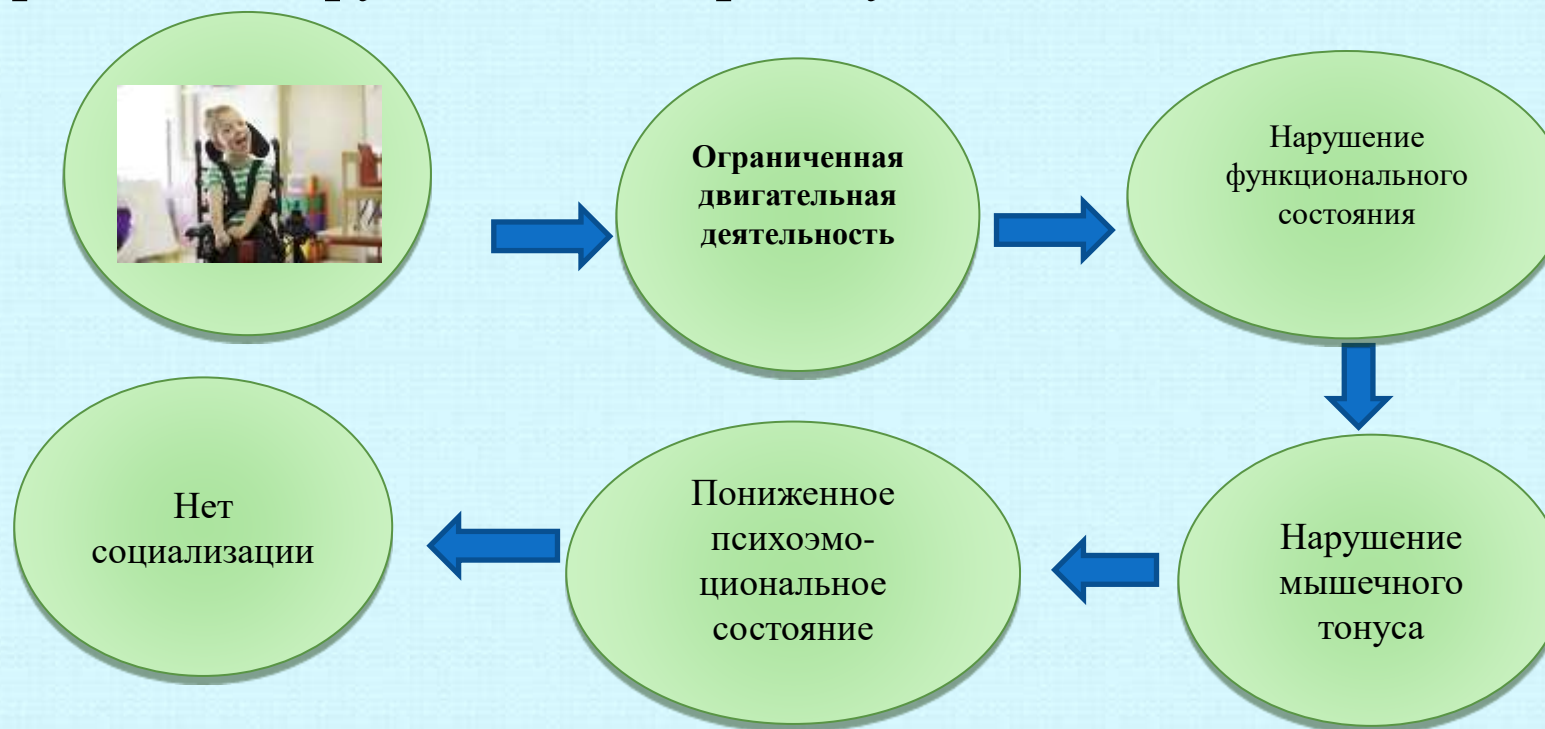 Ограниченная
двигательная
деятельность
Нарушение
функционального
состояния
Нарушение
мышечного
тонуса
Пониженное
психоэмо-
циональное
состояние
Нет
социализации